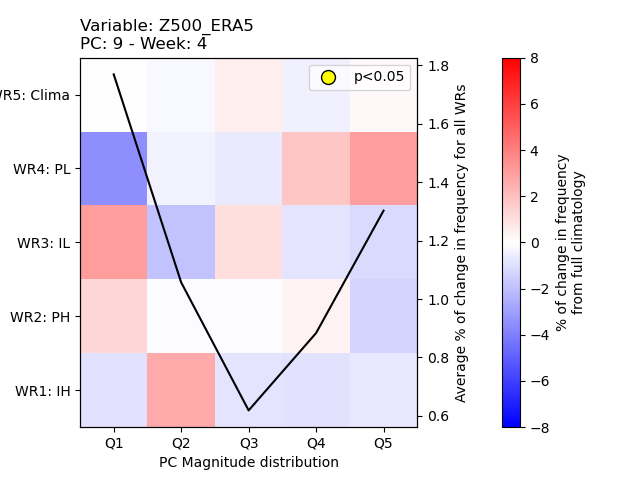 Variable: Z500_ERA5
PC: 9 - Week: 4
p<0.05
WR5: Clima
WR4: PL
WR3: IL
WR2: PH
WR1: IH
Q1 Q2 Q3 Q4 Q5
PC Magnitude distribution
1.8
1.6
1.4
1.2
1.0
0.8
0.6
Average % of change in frequency for all WRs
8
6
4
2
0
−2
−4
−6
−8
% of change in frequency
from full climatology